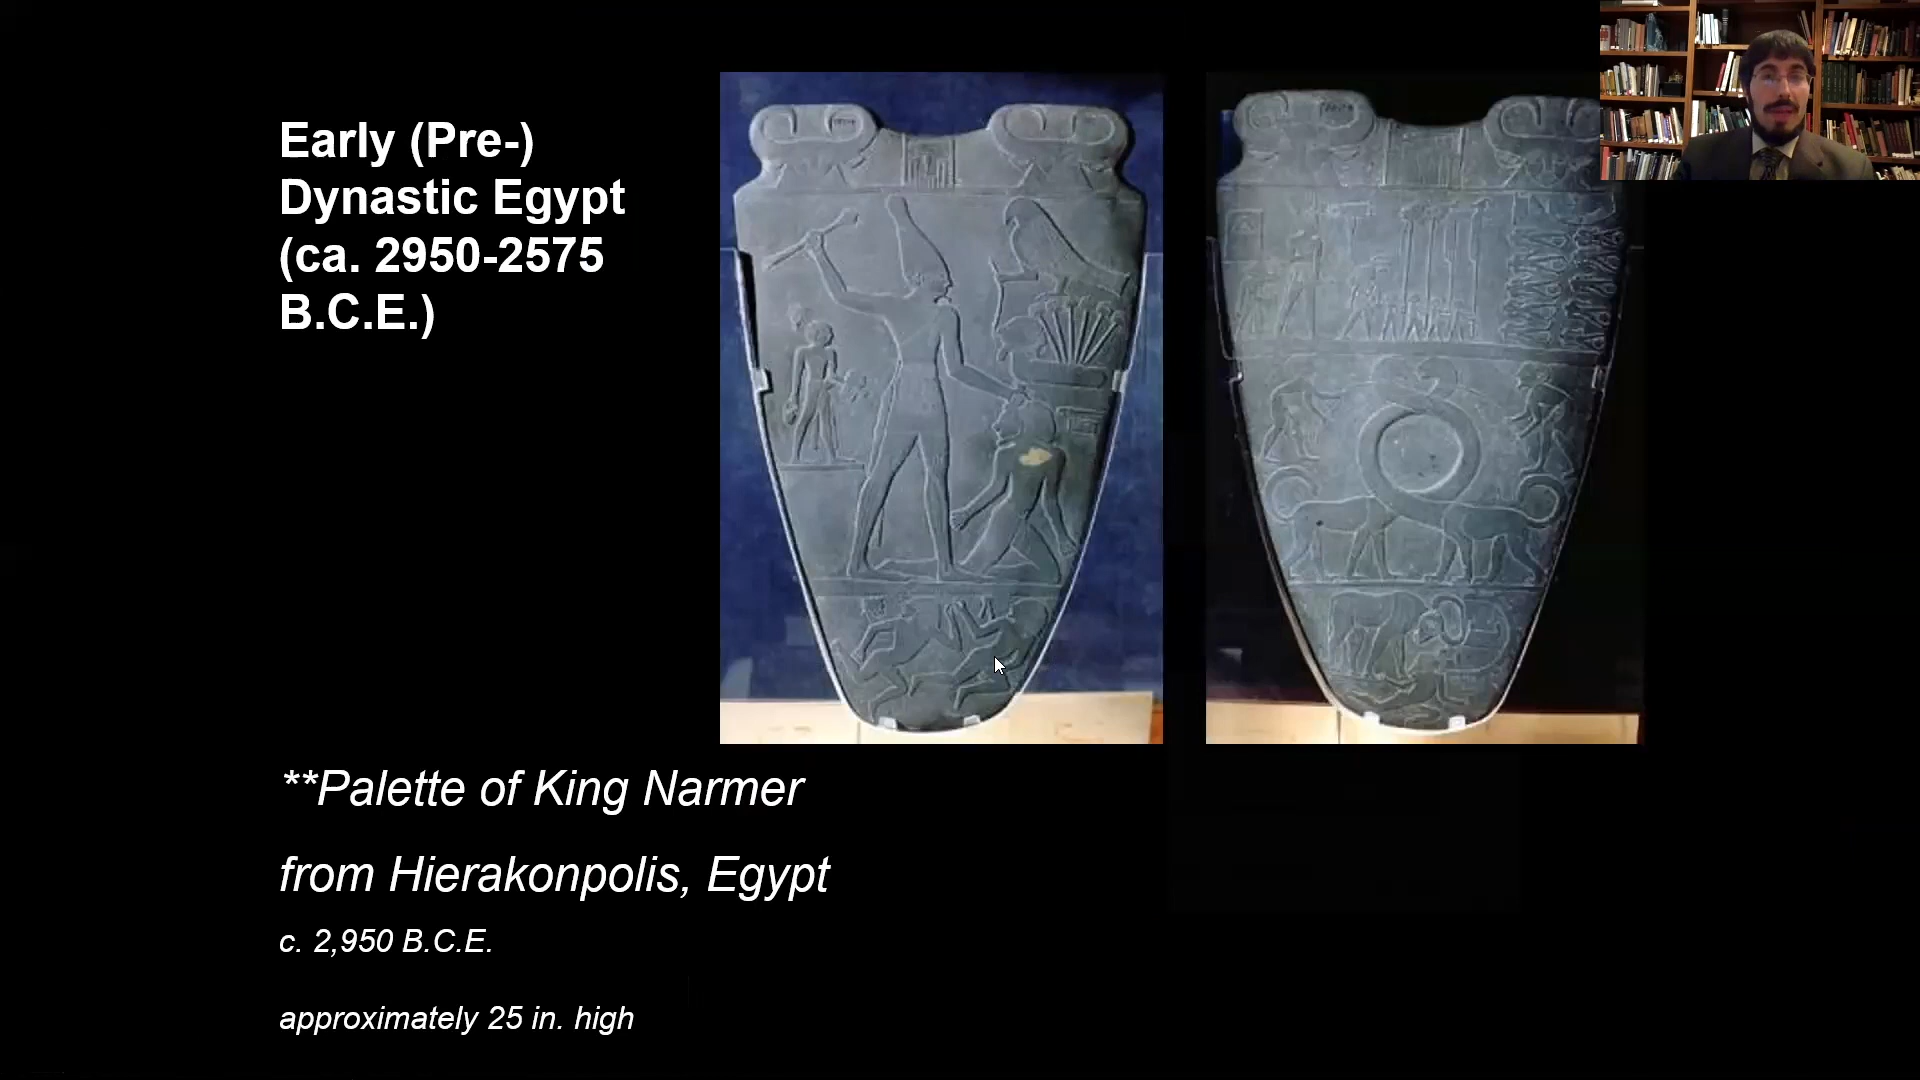 Early (Pre-)
Dynastic Egypt
(ca. 2950-2575
B.C.E.)
**Palette of King Narmer
from Hierakonpolis, Egypt
c. 2,950 B.C.E.
approximately 25 in. high